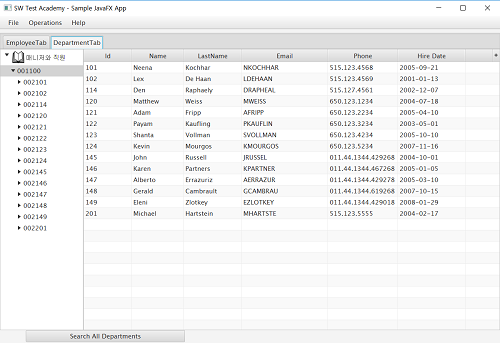 SW Test Academy - Sample JavaFX App
File Operations Help
EmployeeTab DepartmentTab
매니저와 직원
001100
002101
002102
002114
002120
002121
002122
002123
002124
002145
002146
002147
002148
002149
002201
Id Name LastName Email Phone Hire Date +
101 Neena Kochhar NKOCHHAR 515.123.4568 2005-09-21
102 Lex De Haan LDEHAAN 515.123.4569 2001-01-13
114 Den Raphaely DRAPHEAL 515.127.4561 2002-12-07
120 Matthew Weiss MWEISS 650.123.1234 2004-07-18
121 Adam Fripp AFRIPP 650.123.2234 2005-04-10
122 Payam Kaufling PKAUFLIN 650.123.3234 2003-05-01
123 Shanta Vollman SVOLLMAN 650.123.4234 2005-10-10
124 Kevin Mourgos KMOURGOS 650.123.5234 2007-11-16
145 John Russell JRUSSEL 011.44.1344.429268 2004-10-01
146 Karen Partners KPARTNER 011.44.1344.467268 2005-01-05
147 Alberto Errazuriz AERRAZUR 011.44.1344.429278 2005-03-10
148 Gerald Cambrault GCAMBRAU 011.44.1344.619268 2007-10-15
149 Eleni Zlotkey EZLOTKEY 011.44.1344.429018 2008-01-29
201 Michael Hartstein MHARTSTE 515.123.5555 2004-02-17
Search All Departments